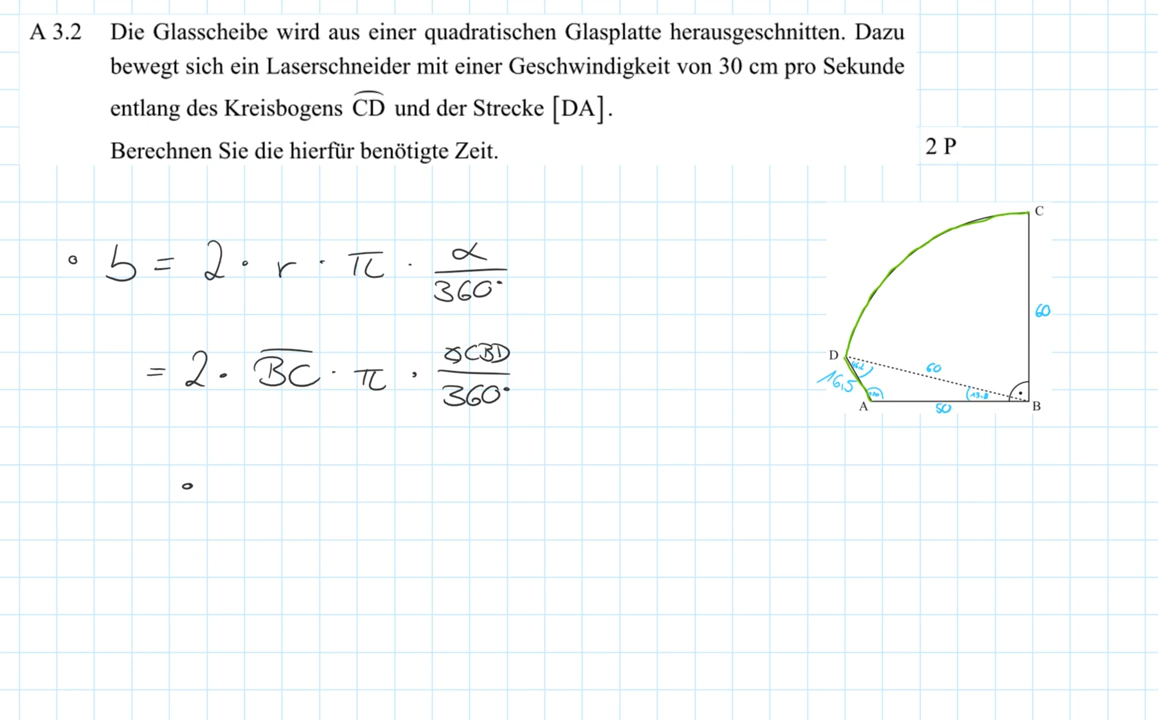 A 3.2 Die Glasscheibe wird aus einer quadratischen Glasplatte herausgeschnitten. Dazu
bewegt sich ein Laserschneider mit einer Geschwindigkeit von 30 cm pro Sekunde
entlang des Kreisbogens CD und der Strecke [DA].
Berechnen Sie die hierfür benötigte Zeit.
2 P
b = 2 · r · π · α/360°
= 2 · BC · π · ∢CBD/360°
C
60
D
60
16,5
A
50
B